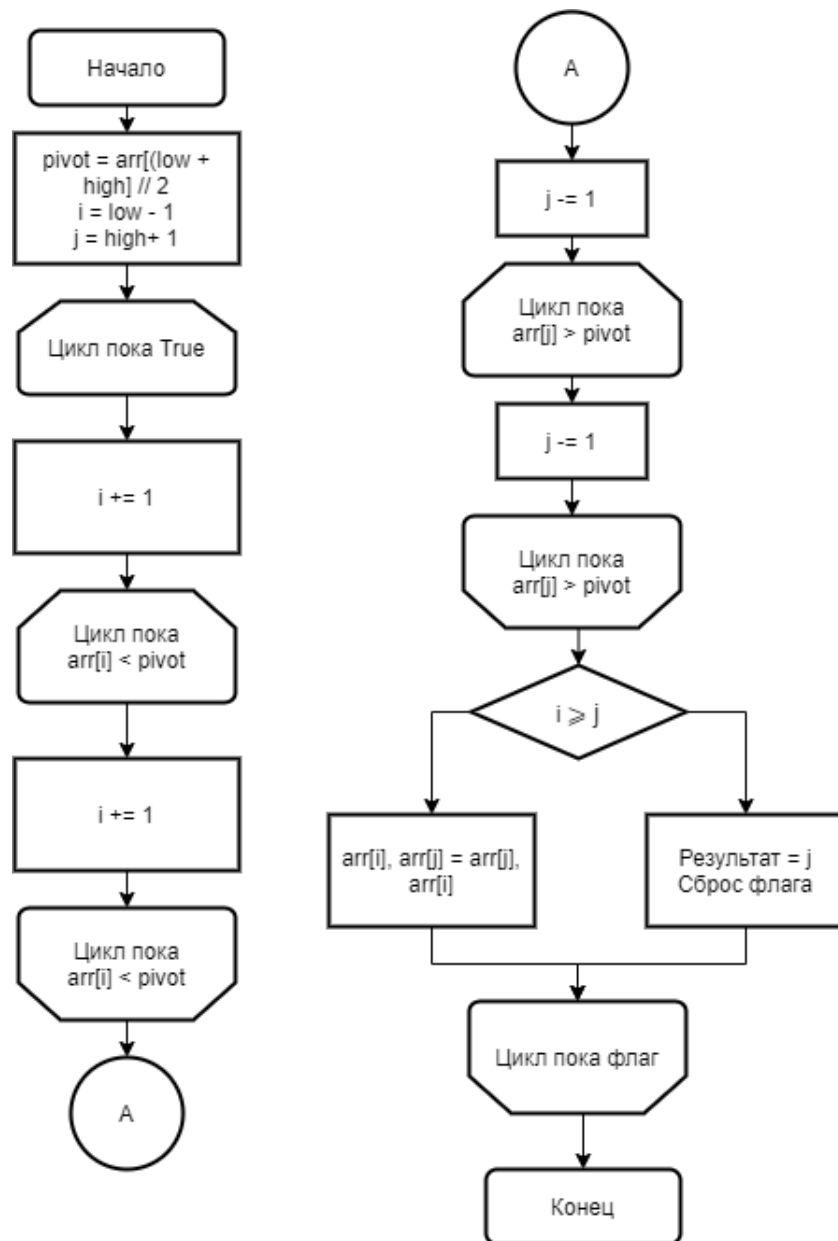 Начало
pivot = arr[(low +
high] // 2
i = low - 1
j = high+ 1
Цикл пока True
i += 1
Цикл пока
arr[i] < pivot
i += 1
Цикл пока
arr[i] < pivot
A
A
j -= 1
Цикл пока
arr[j] > pivot
j -= 1
Цикл пока
arr[j] > pivot
i ⩾ j
arr[i], arr[j] = arr[j],
arr[i]
Результат = j
Сброс флага
Цикл пока флаг
Конец